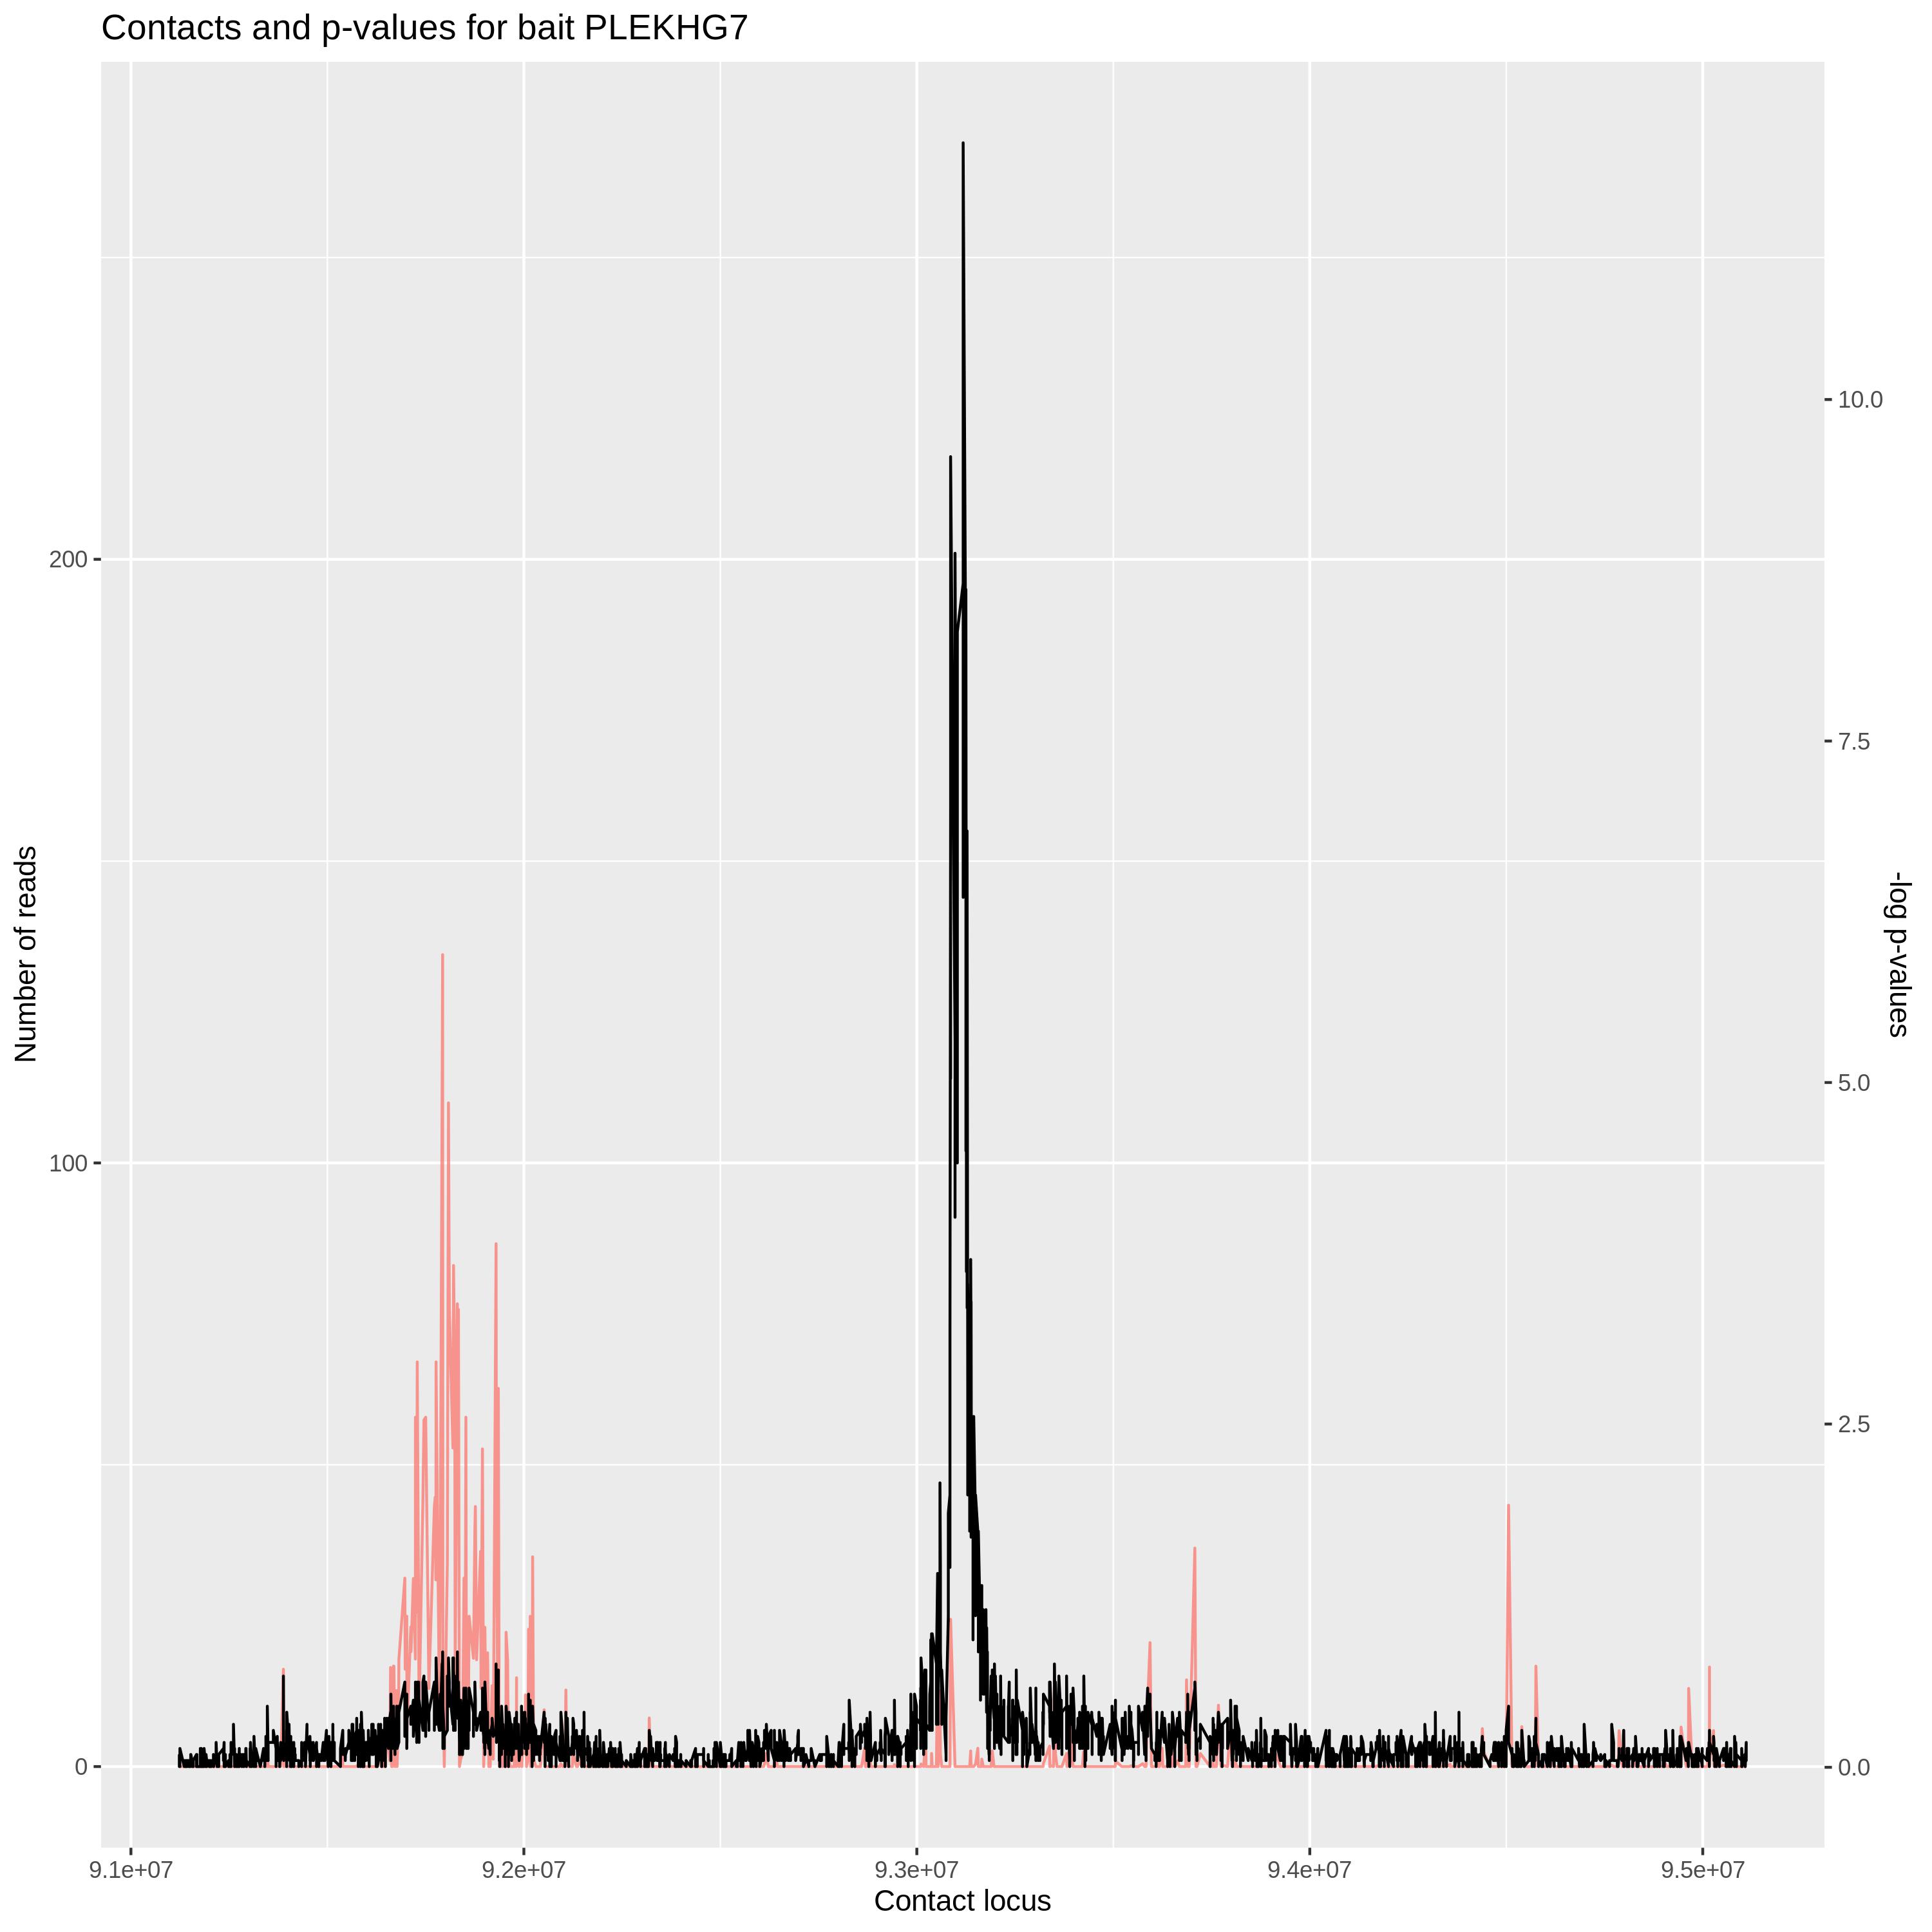 Contacts and p-values for bait PLEKHG7
Number of reads
200
100
0
10.0
7.5
5.0
2.5
0.0
-log p-values
9.1e+07
9.2e+07
9.3e+07
9.4e+07
9.5e+07
Contact locus